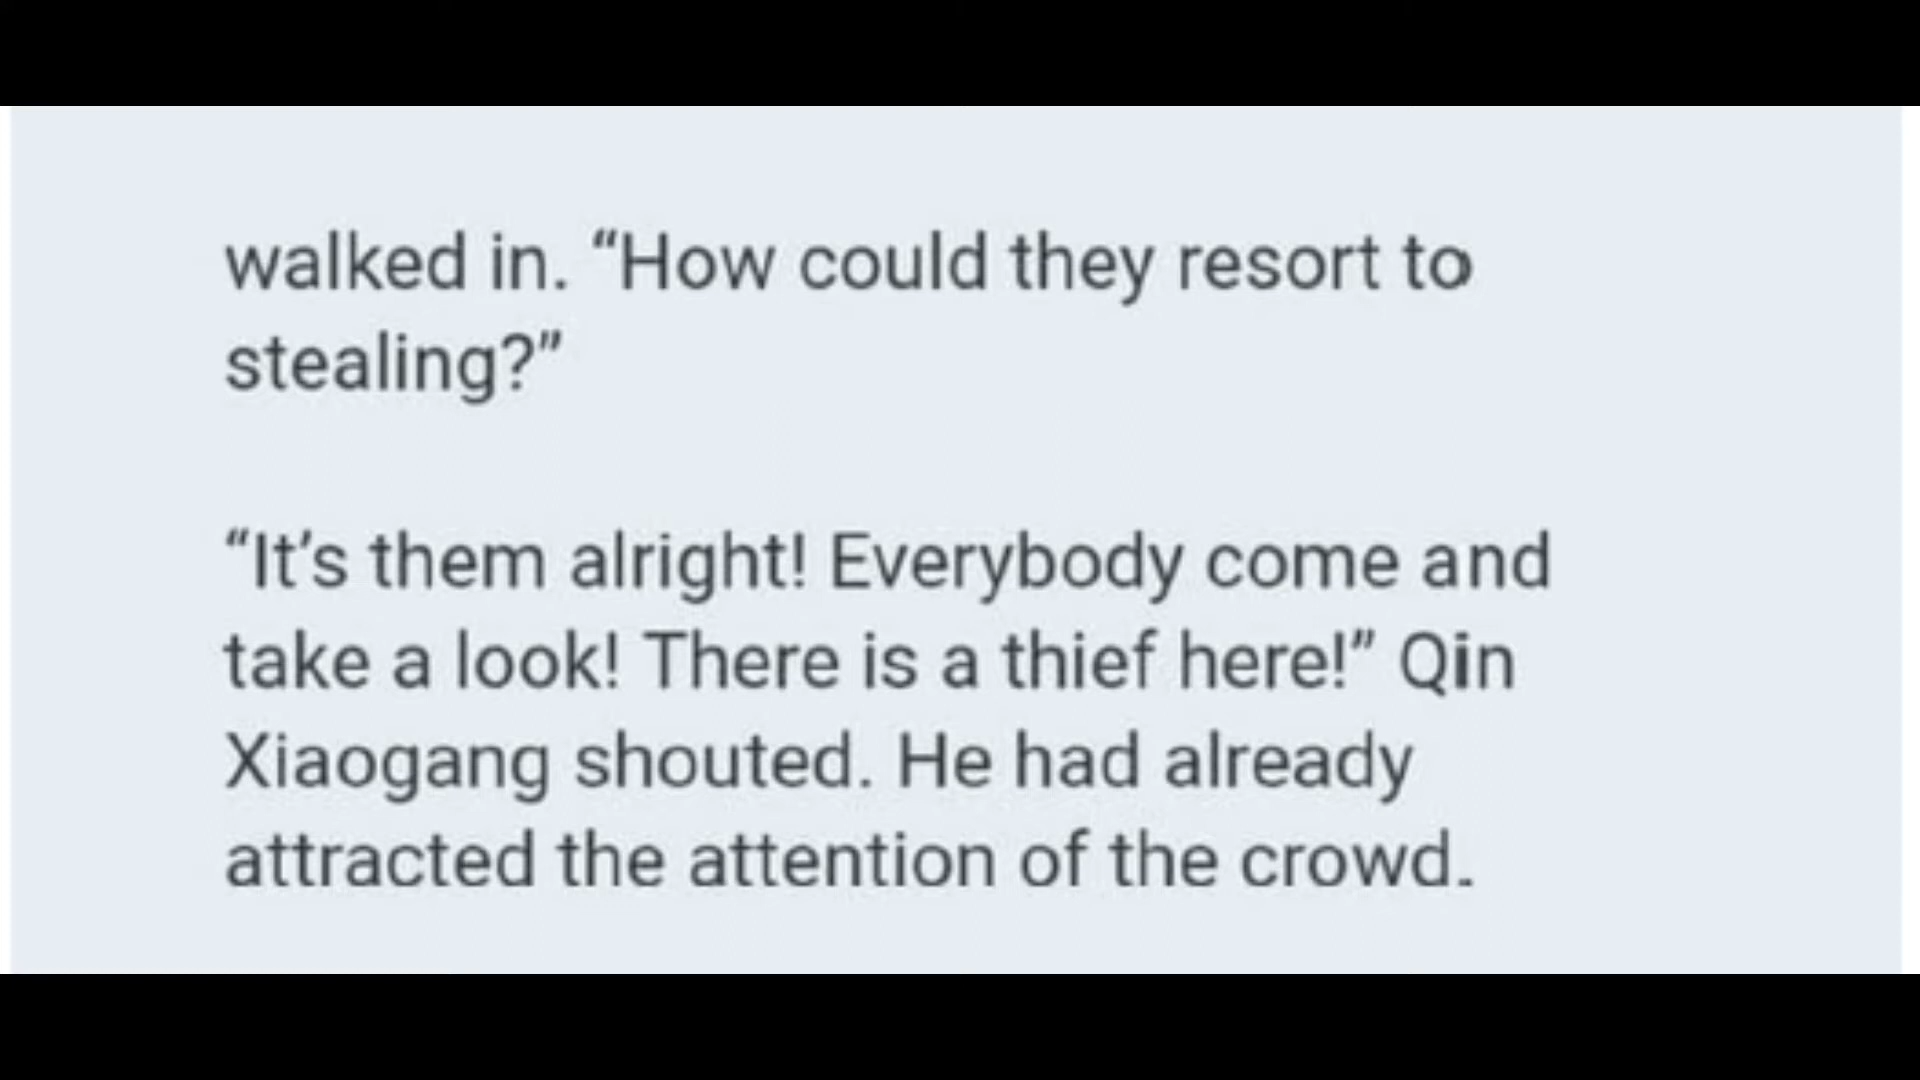 walked in. “How could they resort to
stealing?”
“It’s them alright! Everybody come and
take a look! There is a thief here!” Qin
Xiaogang shouted. He had already
attracted the attention of the crowd.